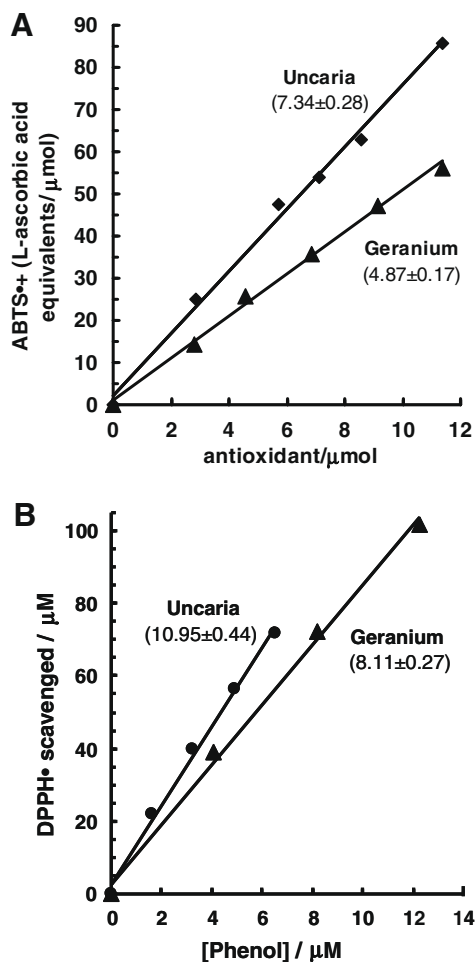 A
ABTS•+ (L-ascorbic acid
equivalents/μmol)
90
80
70
60
50
40
30
20
10
0
Uncaria
(7.34±0.28)
Geranium
(4.87±0.17)
0 2 4 6 8 10 12
antioxidant/μmol
B
DPPH• scavenged / μM
100
80
60
40
20
0
Uncaria
(10.95±0.44)
Geranium
(8.11±0.27)
0 2 4 6 8 10 12 14
[Phenol] / μM